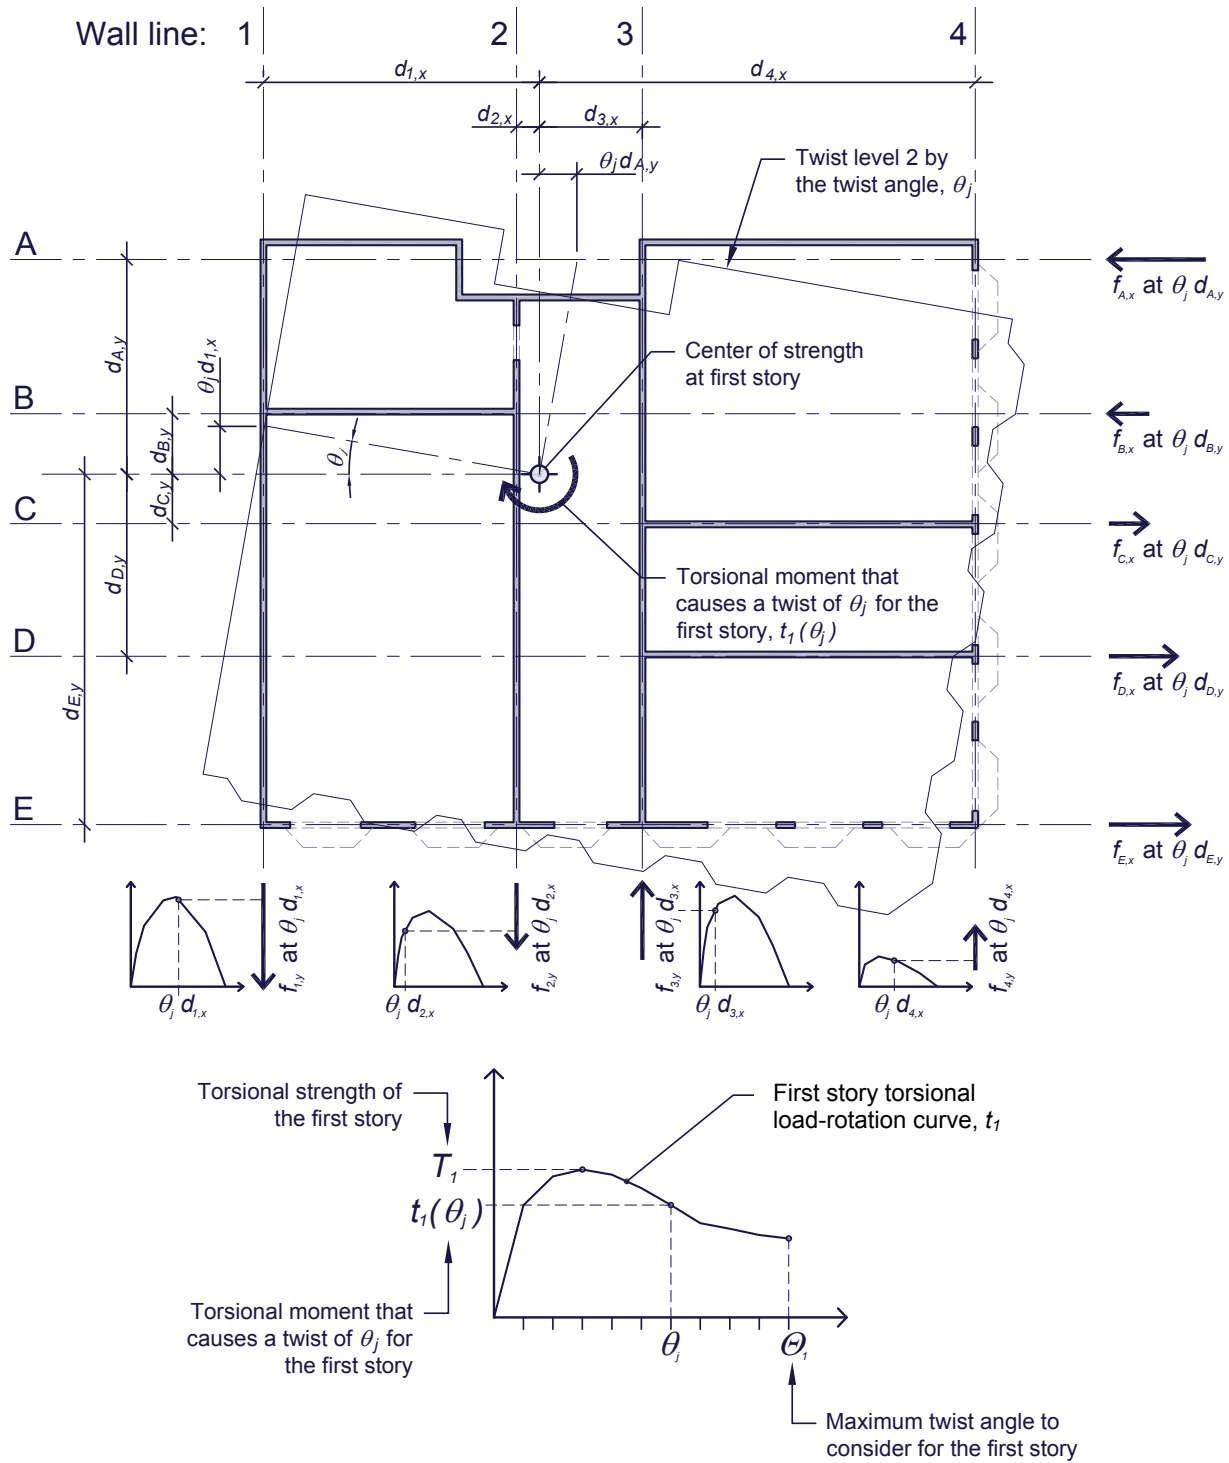 Wall line: 1 2 3 4
d1,x d4,x
d2,x d3,x
θj dA,y
Twist level 2 by
the twist angle, θj
A
fA,x at θj dA,y
dA,y
θj d1,x
Center of strength
at first story
B
dB,y
fB,x at θj dB,y
θj
dC,y
C
fC,x at θj dC,y
dD,y
Torsional moment that
causes a twist of θj for the
first story, t1(θj)
D
fD,x at θj dD,y
dE,y
E
fE,x at θj dE,y
f1,y at θj d1,x
θj d1,x
f2,y at θj d2,x
θj d2,x
f3,y at θj d3,x
θj d3,x
f4,y at θj d4,x
θj d4,x
Torsional strength of
the first story
First story torsional
load-rotation curve, t1
T1
t1(θj)
Torsional moment that
causes a twist of θj for
the first story
θj
Θ1
Maximum twist angle to
consider for the first story